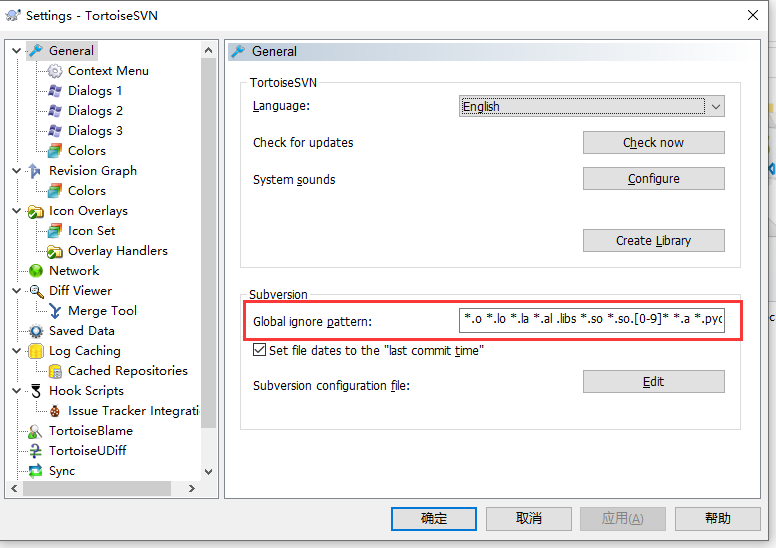 Settings - TortoiseSVN
General
Context Menu
Dialogs 1
Dialogs 2
Dialogs 3
Colors
Revision Graph
Colors
Icon Overlays
Icon Set
Overlay Handlers
Network
Diff Viewer
Merge Tool
Saved Data
Log Caching
Cached Repositories
Hook Scripts
Issue Tracker Integrati
TortoiseBlame
TortoiseUDiff
Sync
General
TortoiseSVN
Language: English
Check for updates Check now
System sounds Configure
Create Library
Subversion
Global ignore pattern: *.o *.lo *.la *.al .libs *.so *.so.[0-9]* *.a *.pyc
Set file dates to the "last commit time"
Subversion configuration file: Edit
确定 取消 应用(A) 帮助